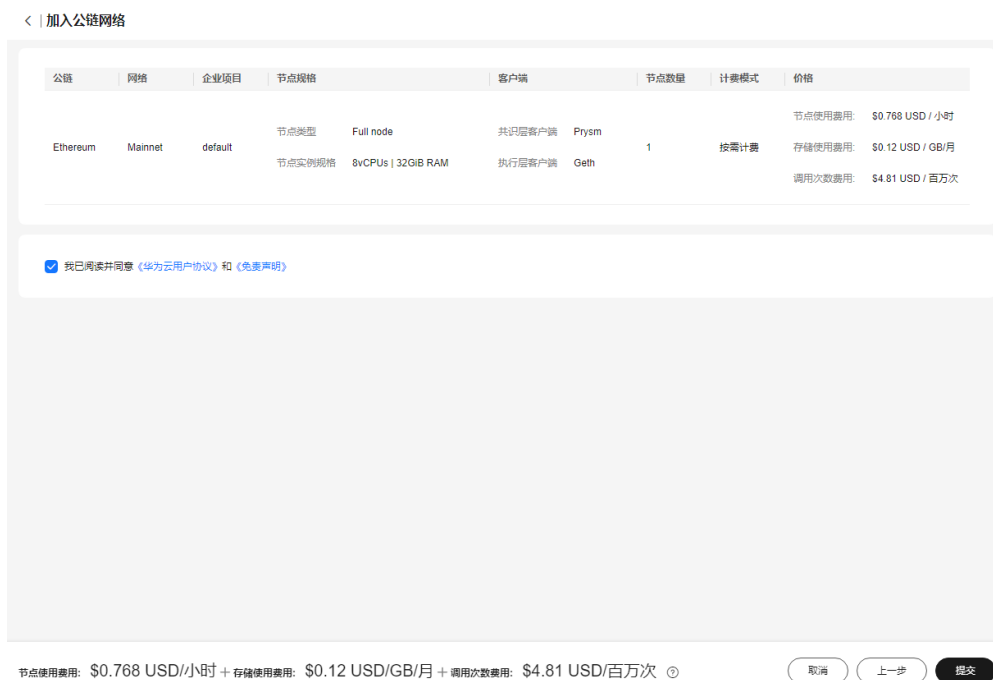 加入公链网络
公链 网络 企业项目 节点规格 客户端 节点数量 计费模式 价格
节点使用费用: $0.768 USD / 小时
节点类型 Full node 共识层客户端 Prysm
Ethereum Mainnet default 1 按需计费 存储使用费用: $0.12 USD / GB/月
节点实例规格 8vCPUs | 32GiB RAM 执行层客户端 Geth
调用次数费用: $4.81 USD / 百万次
我已阅读并同意《华为云用户协议》和《免责声明》
节点使用费用: $0.768 USD/小时 + 存储使用费用: $0.12 USD/GB/月 + 调用次数费用: $4.81 USD/百万次 ? 取消 上一步 提交